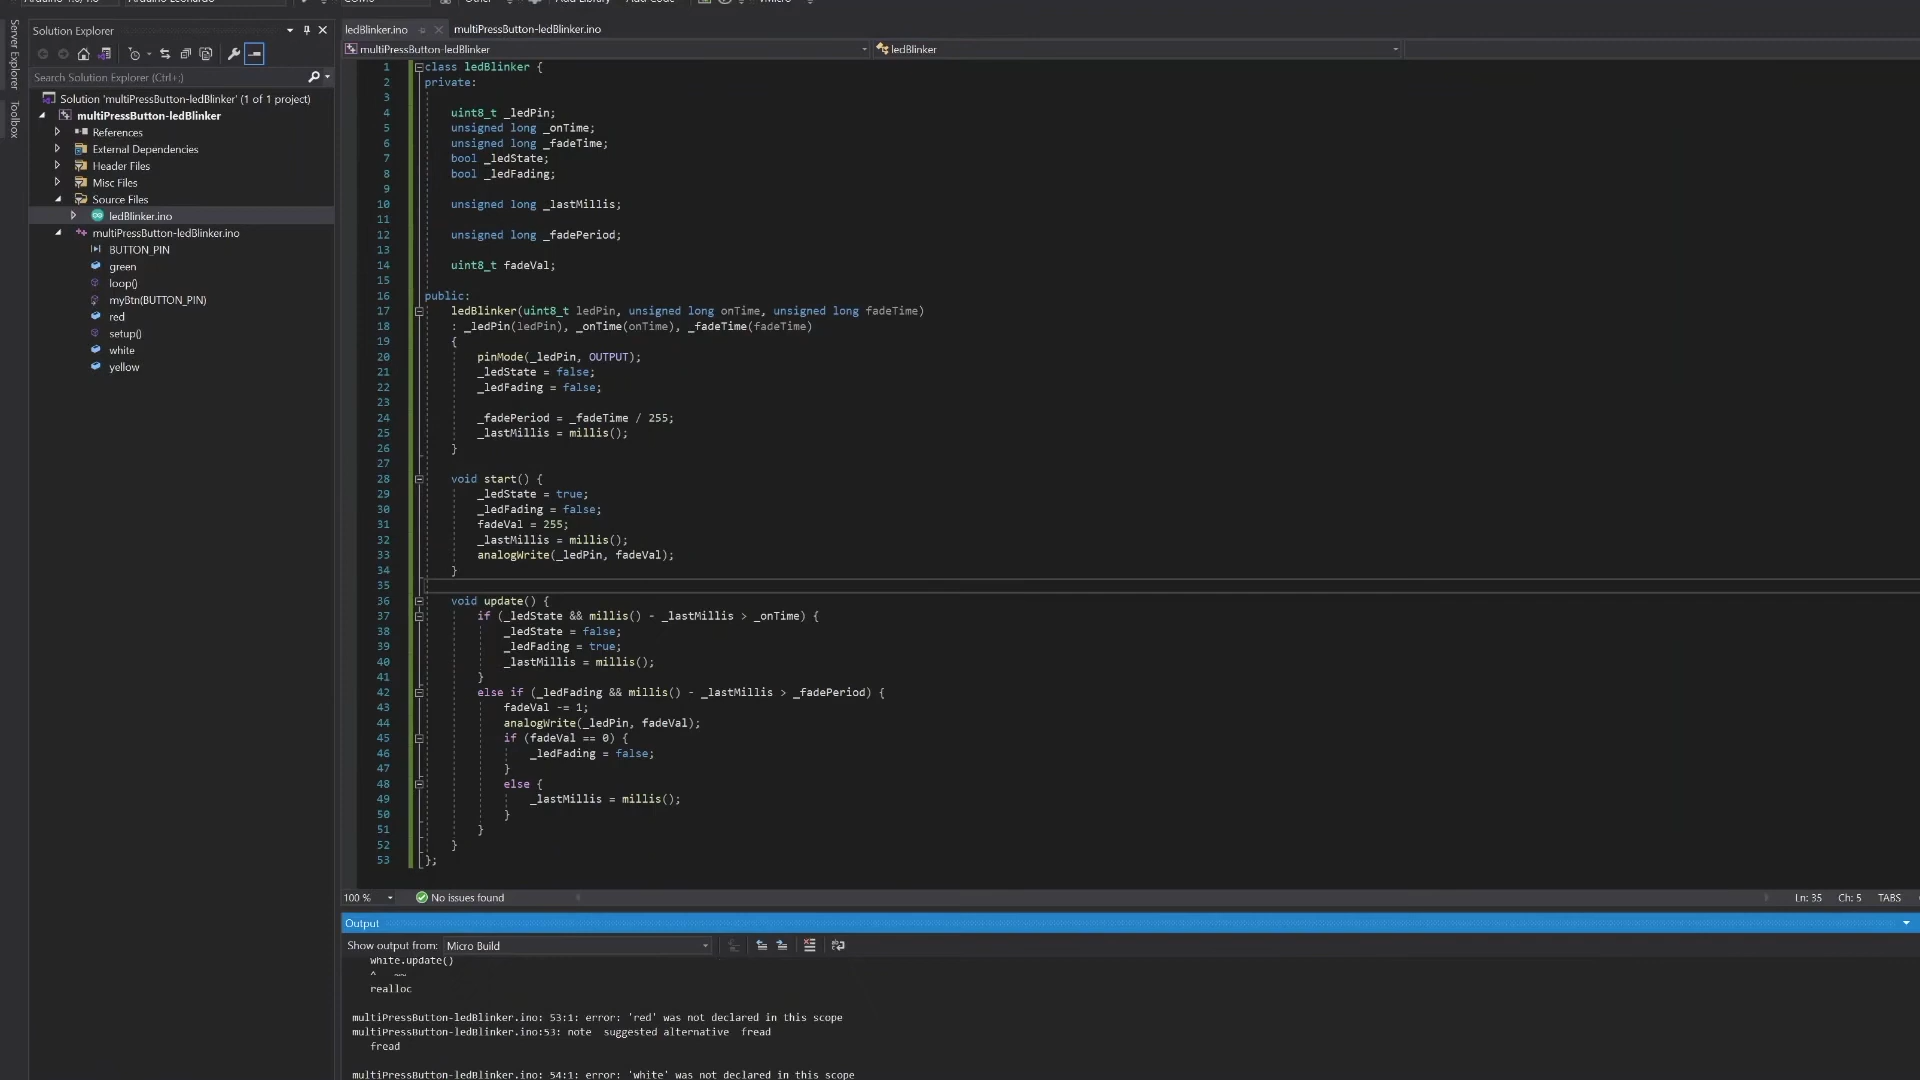 Server Explorer
Toolbox
Solution Explorer
Search Solution Explorer (Ctrl+;)
Solution 'multiPressButton-ledBlinker' (1 of 1 project)
multiPressButton-ledBlinker
References
External Dependencies
Header Files
Misc Files
Source Files
ledBlinker.ino
multiPressButton-ledBlinker.ino
BUTTON_PIN
green
loop()
myBtn(BUTTON_PIN)
red
setup()
white
yellow
ledBlinker.ino multiPressButton-ledBlinker.ino
multiPressButton-ledBlinker ledBlinker
1 class ledBlinker {
2 private:
3
4 uint8_t _ledPin;
5 unsigned long _onTime;
6 unsigned long _fadeTime;
7 bool _ledState;
8 bool _ledFading;
9
10 unsigned long _lastMillis;
11
12 unsigned long _fadePeriod;
13
14 uint8_t fadeVal;
15
16 public:
17 ledBlinker(uint8_t ledPin, unsigned long onTime, unsigned long fadeTime)
18 : _ledPin(ledPin), _onTime(onTime), _fadeTime(fadeTime)
19 {
20 pinMode(_ledPin, OUTPUT);
21 _ledState = false;
22 _ledFading = false;
23
24 _fadePeriod = _fadeTime / 255;
25 _lastMillis = millis();
26 }
27
28 void start() {
29 _ledState = true;
30 _ledFading = false;
31 fadeVal = 255;
32 _lastMillis = millis();
33 analogWrite(_ledPin, fadeVal);
34 }
35
36 void update() {
37 if (_ledState && millis() - _lastMillis > _onTime) {
38 _ledState = false;
39 _ledFading = true;
40 _lastMillis = millis();
41 }
42 else if (_ledFading && millis() - _lastMillis > _fadePeriod) {
43 fadeVal -= 1;
44 analogWrite(_ledPin, fadeVal);
45 if (fadeVal == 0) {
46 _ledFading = false;
47 }
48 else {
49 _lastMillis = millis();
50 }
51 }
52 }
53 };
100 % No issues found Ln: 35 Ch: 5 TABS
Output
Show output from: Micro Build
white.update()
^ ~~
realloc
multiPressButton-ledBlinker.ino: 53:1: error: 'red' was not declared in this scope
multiPressButton-ledBlinker.ino:53: note suggested alternative fread
fread
multiPressButton-ledBlinker.ino: 54:1: error: 'white' was not declared in this scope